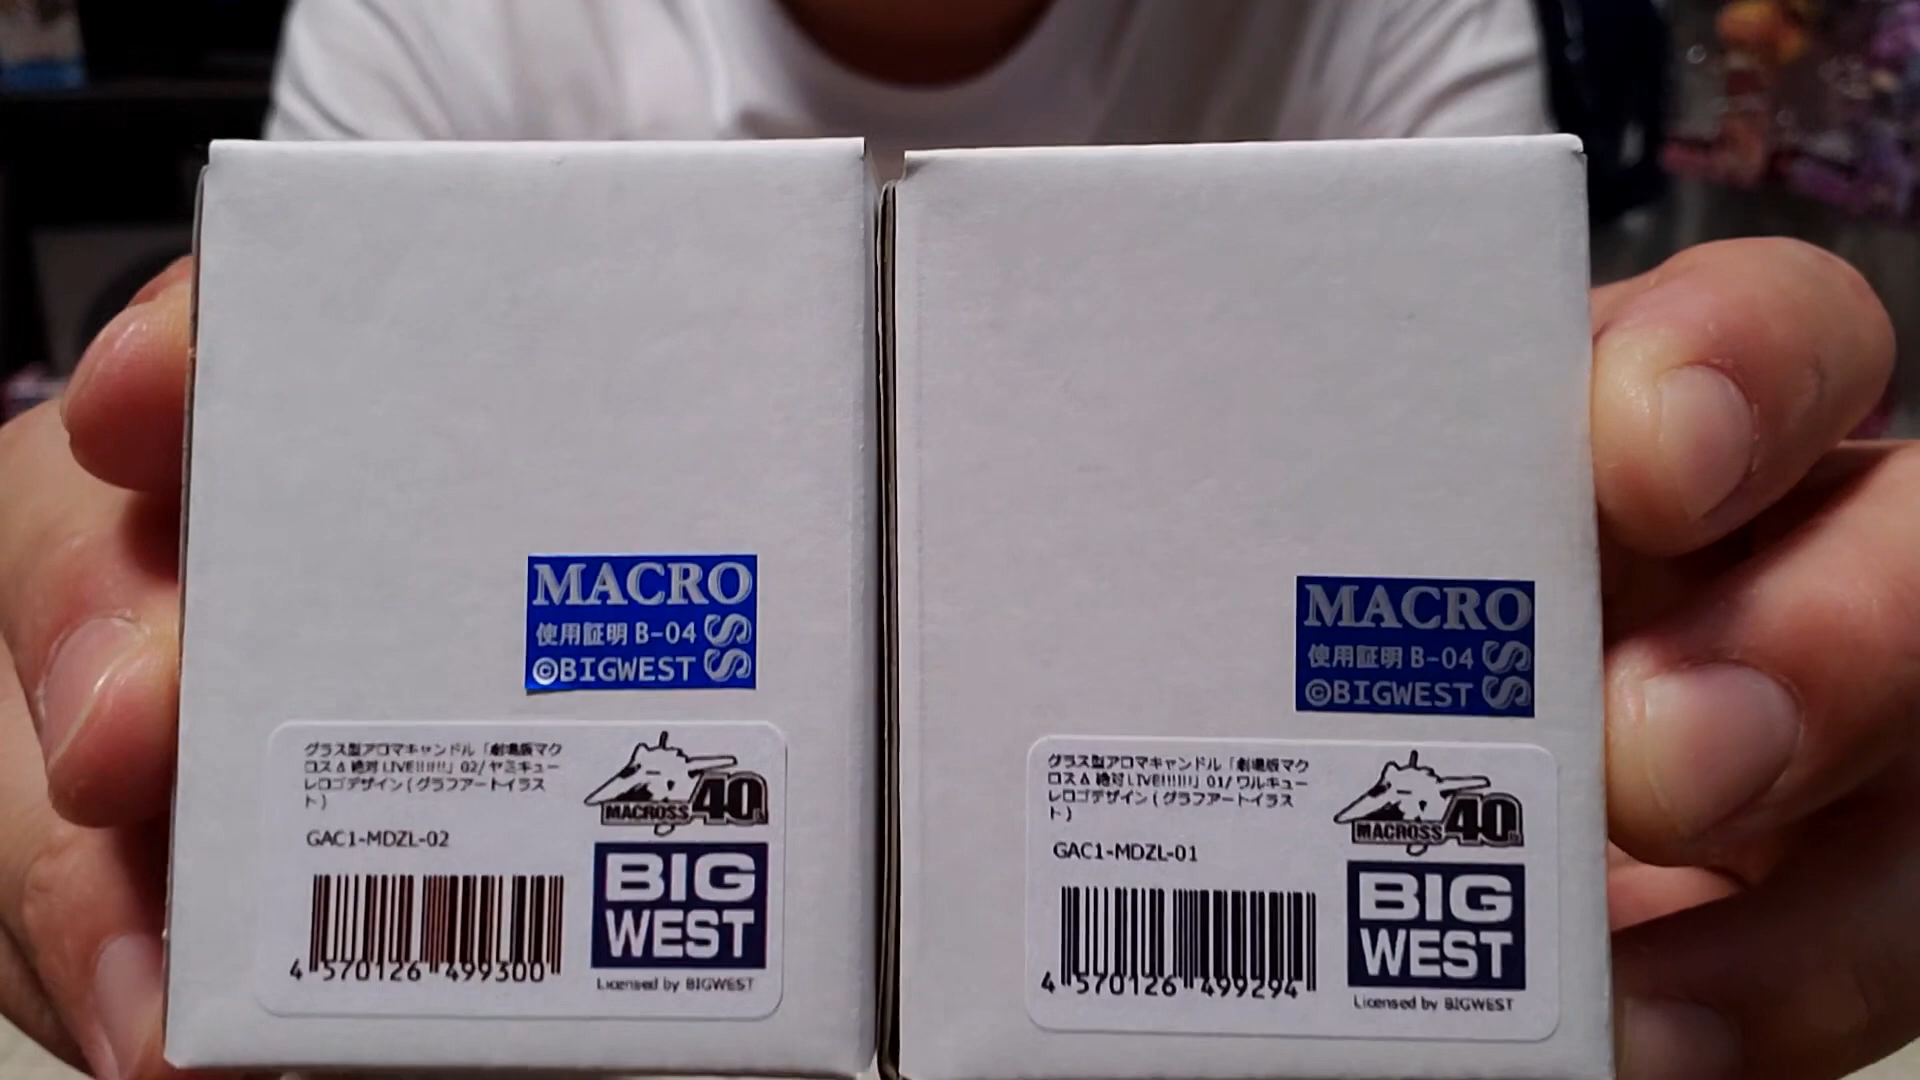 MACRO
SS
使用証明 B-04
©BIGWEST
グラス型アロマキャンドル「劇場版マク
ロスΔ 絶対LIVE!!!!!!」02/ヤミキュー
レロゴデザイン(グラフアートイラス
ト)
GAC1-MDZL-02
4 570126 499300
MACROSS 40th
BIG
WEST
Licensed by BIGWEST
MACRO
SS
使用証明 B-04
©BIGWEST
グラス型アロマキャンドル「劇場版マク
ロスΔ 絶対LIVE!!!!!!」01/ワルキュー
レロゴデザイン(グラフアートイラス
ト)
GAC1-MDZL-01
4 570126 499294
MACROSS 40th
BIG
WEST
Licensed by BIGWEST